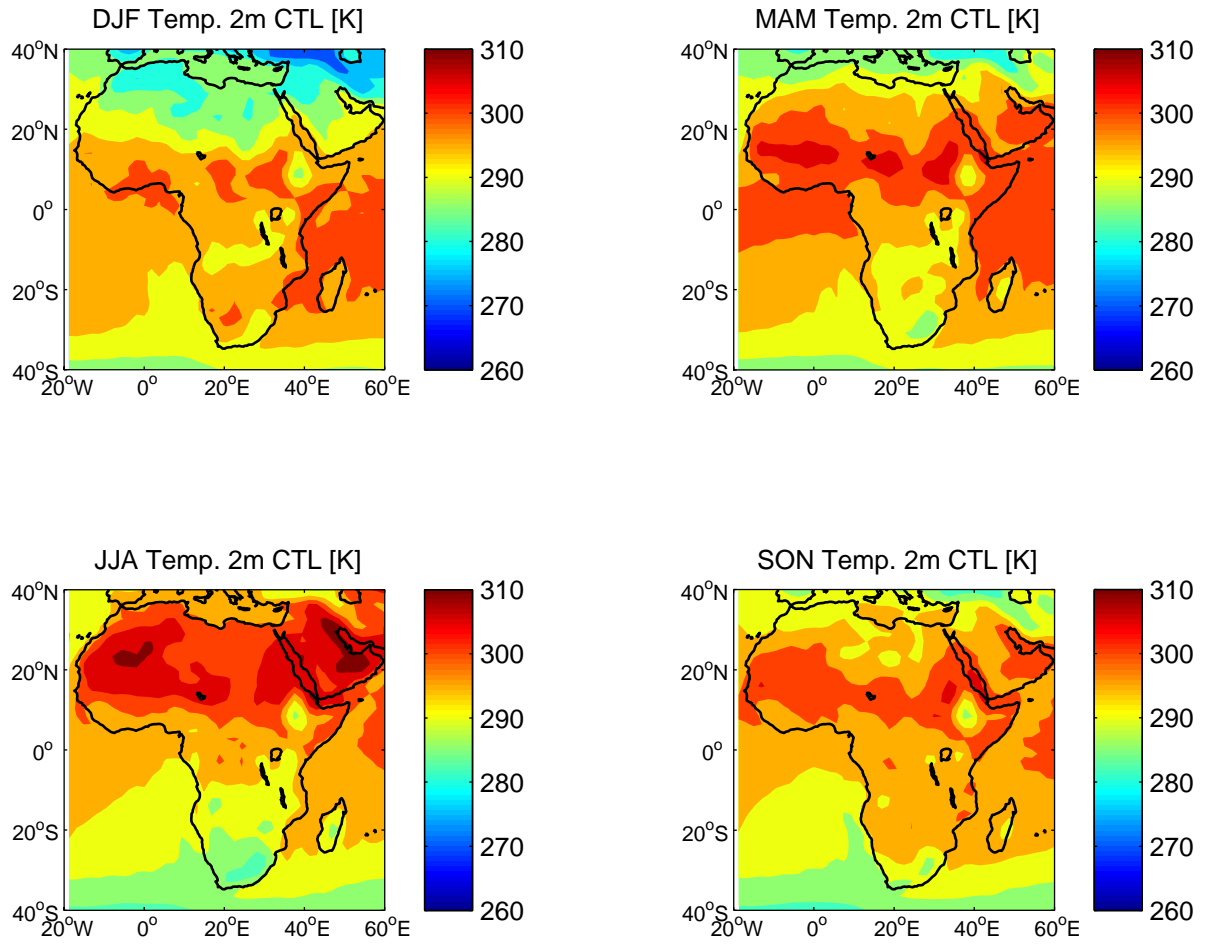 DJF Temp. 2m CTL [K]
40°N
20°N
0°
20°S
40°S
20°W 0° 20°E 40°E 60°E
310
300
290
280
270
260
MAM Temp. 2m CTL [K]
40°N
20°N
0°
20°S
40°S
20°W 0° 20°E 40°E 60°E
310
300
290
280
270
260
JJA Temp. 2m CTL [K]
40°N
20°N
0°
20°S
40°S
20°W 0° 20°E 40°E 60°E
310
300
290
280
270
260
SON Temp. 2m CTL [K]
40°N
20°N
0°
20°S
40°S
20°W 0° 20°E 40°E 60°E
310
300
290
280
270
260